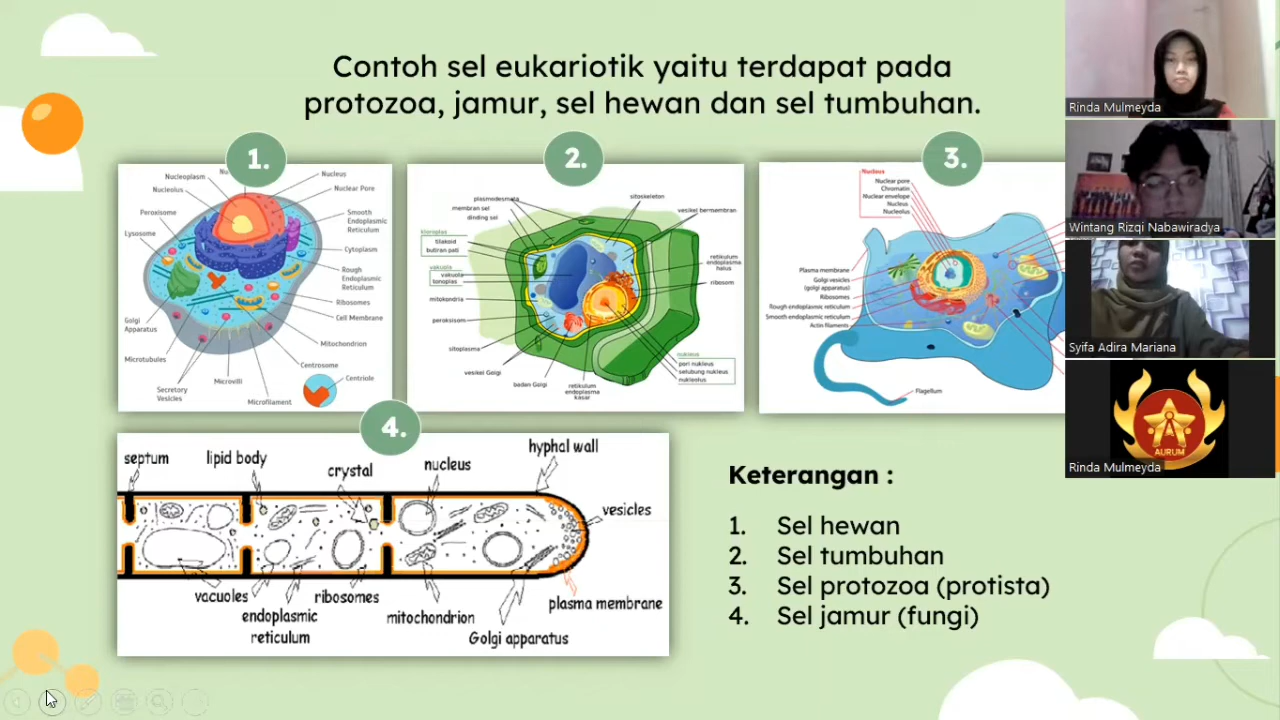 Contoh sel eukariotik yaitu terdapat pada
protozoa, jamur, sel hewan dan sel tumbuhan.
1.
Nucleoplasm
Nucleolus
Peroxisome
Lysosome
Golgi
Apparatus
Microtubules
Secretory
Vesicles
Microvilli
Microfilament
Nucleus
Nuclear Pore
Smooth
Endoplasmic
Reticulum
Cytoplasm
Rough
Endoplasmic
Reticulum
Ribosomes
Cell Membrane
Mitochondrion
Centrosome
Centriole
2.
plasmodesmata
membran sel
dinding sel
kloroplas
tilakoid
butiran pati
vakuola
vakuola
tonoplas
mitokondria
peroksisom
sitoplasma
vesikel Golgi
badan Golgi
retikulum
endoplasma
kasar
sitoskeleton
vesikel bermembran
retikulum
endoplasma
halus
ribosom
nukleus
pori nukleus
selubung nukleus
nukleolus
3.
Nucleus
Nuclear pore
Chromatin
Nuclear envelope
Nucleus
Nucleolus
Plasma membrane
Golgi vesicles
(golgi apparatus)
Ribosomes
Rough endoplasmic reticulum
Smooth endoplasmic reticulum
Actin filaments
Flagellum
4.
septum
lipid body
crystal
nucleus
hyphal wall
vesicles
vacuoles
endoplasmic
reticulum
ribosomes
mitochondrion
Golgi apparatus
plasma membrane
Keterangan :
1. Sel hewan
2. Sel tumbuhan
3. Sel protozoa (protista)
4. Sel jamur (fungi)
Rinda Mulmeyda
Wintang Rizqi Nabawiradya
Syifa Adira Mariana
AURUM
Rinda Mulmeyda